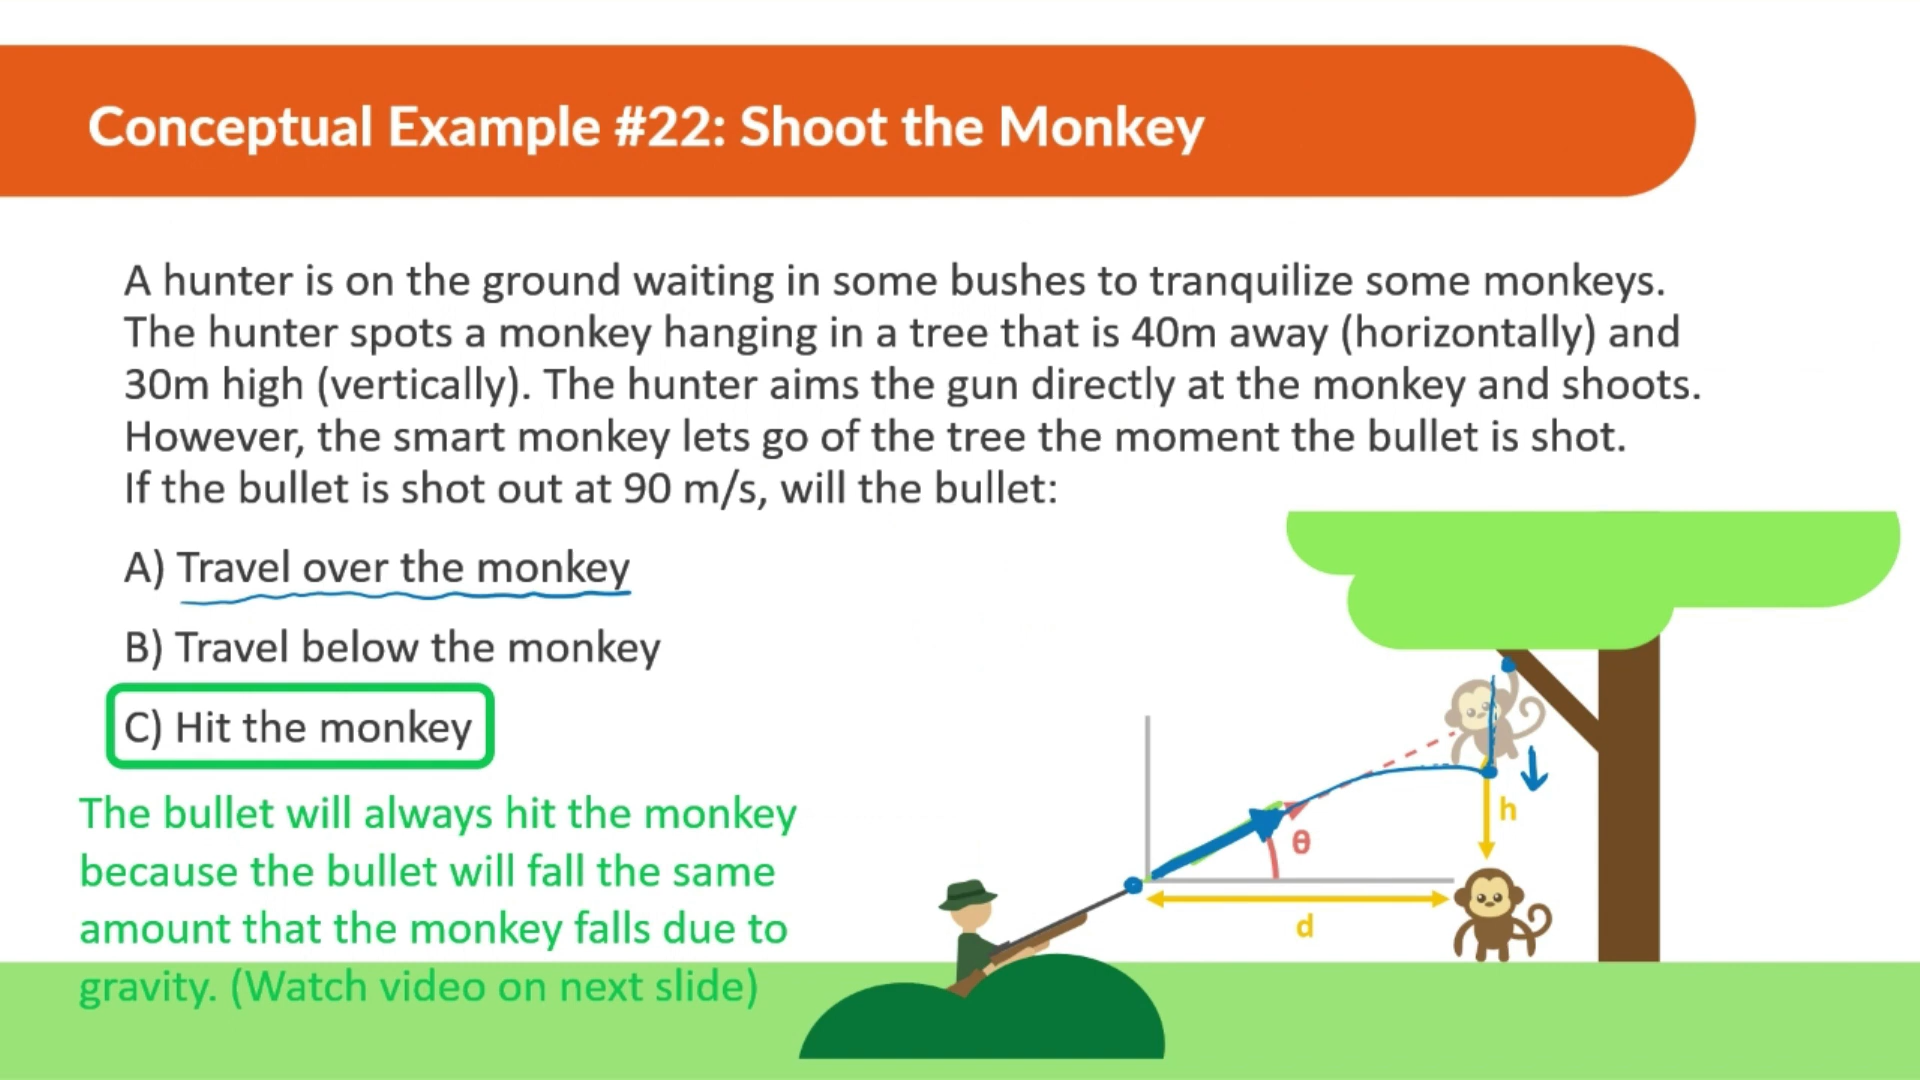 Conceptual Example #22: Shoot the Monkey
A hunter is on the ground waiting in some bushes to tranquilize some monkeys.
The hunter spots a monkey hanging in a tree that is 40m away (horizontally) and
30m high (vertically). The hunter aims the gun directly at the monkey and shoots.
However, the smart monkey lets go of the tree the moment the bullet is shot.
If the bullet is shot out at 90 m/s, will the bullet:
A) Travel over the monkey
B) Travel below the monkey
C) Hit the monkey
The bullet will always hit the monkey
because the bullet will fall the same
amount that the monkey falls due to
gravity. (Watch video on next slide)
h
θ
d